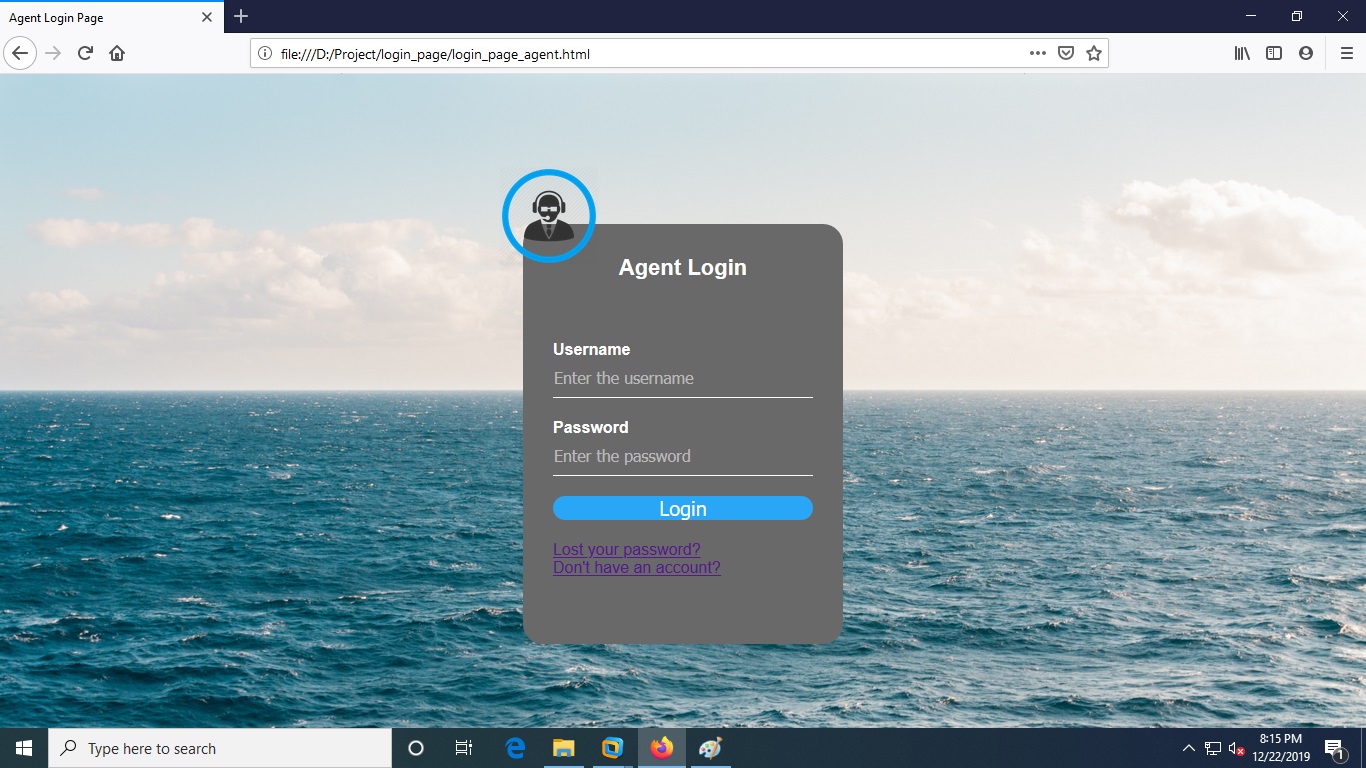 Agent Login Page
file:///D:/Project/login_page/login_page_agent.html
Agent Login
Username
Enter the username
Password
Enter the password
Login
Lost your password?
Don't have an account?
Type here to search
8:15 PM
12/22/2019
1